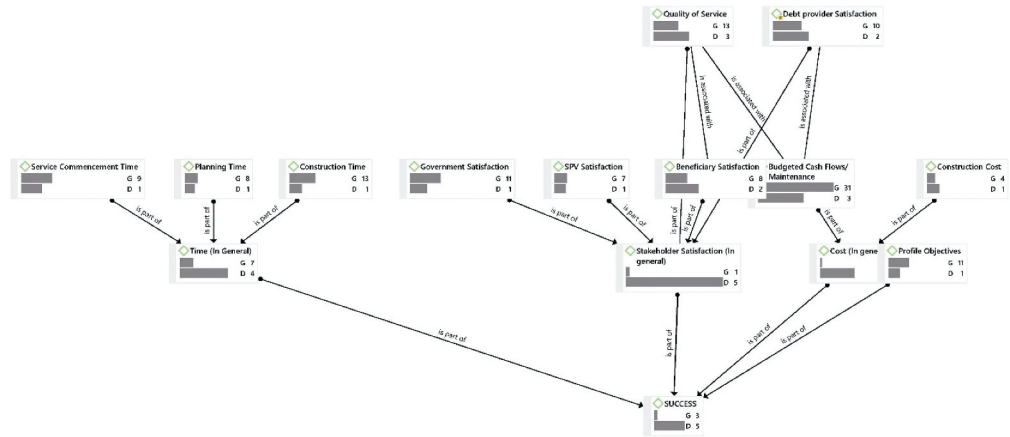 Quality of Service
G 13
D 3
Debt provider Satisfaction
G 10
D 2
is associated with
is associated with
is part of
is associated with
Service Commencement Time
G 9
D 1
Planning Time
G 8
D 1
Construction Time
G 13
D 1
Government Satisfaction
G 11
D 1
SPV Satisfaction
G 7
D 1
Beneficiary Satisfaction
G 8
D 2
Budgeted Cash Flows/
Maintenance
G 31
D 3
Construction Cost
G 4
D 1
is part of
is part of
is part of
is part of
is part of
is part of
is part of
is part of
is part of
Time (In General)
G 7
D 4
Stakeholder Satisfaction (In
general)
G 1
D 5
Cost (In gene
Profile Objectives
G 11
D 1
is part of
is part of
is part of
is part of
SUCCESS
G 3
D 5